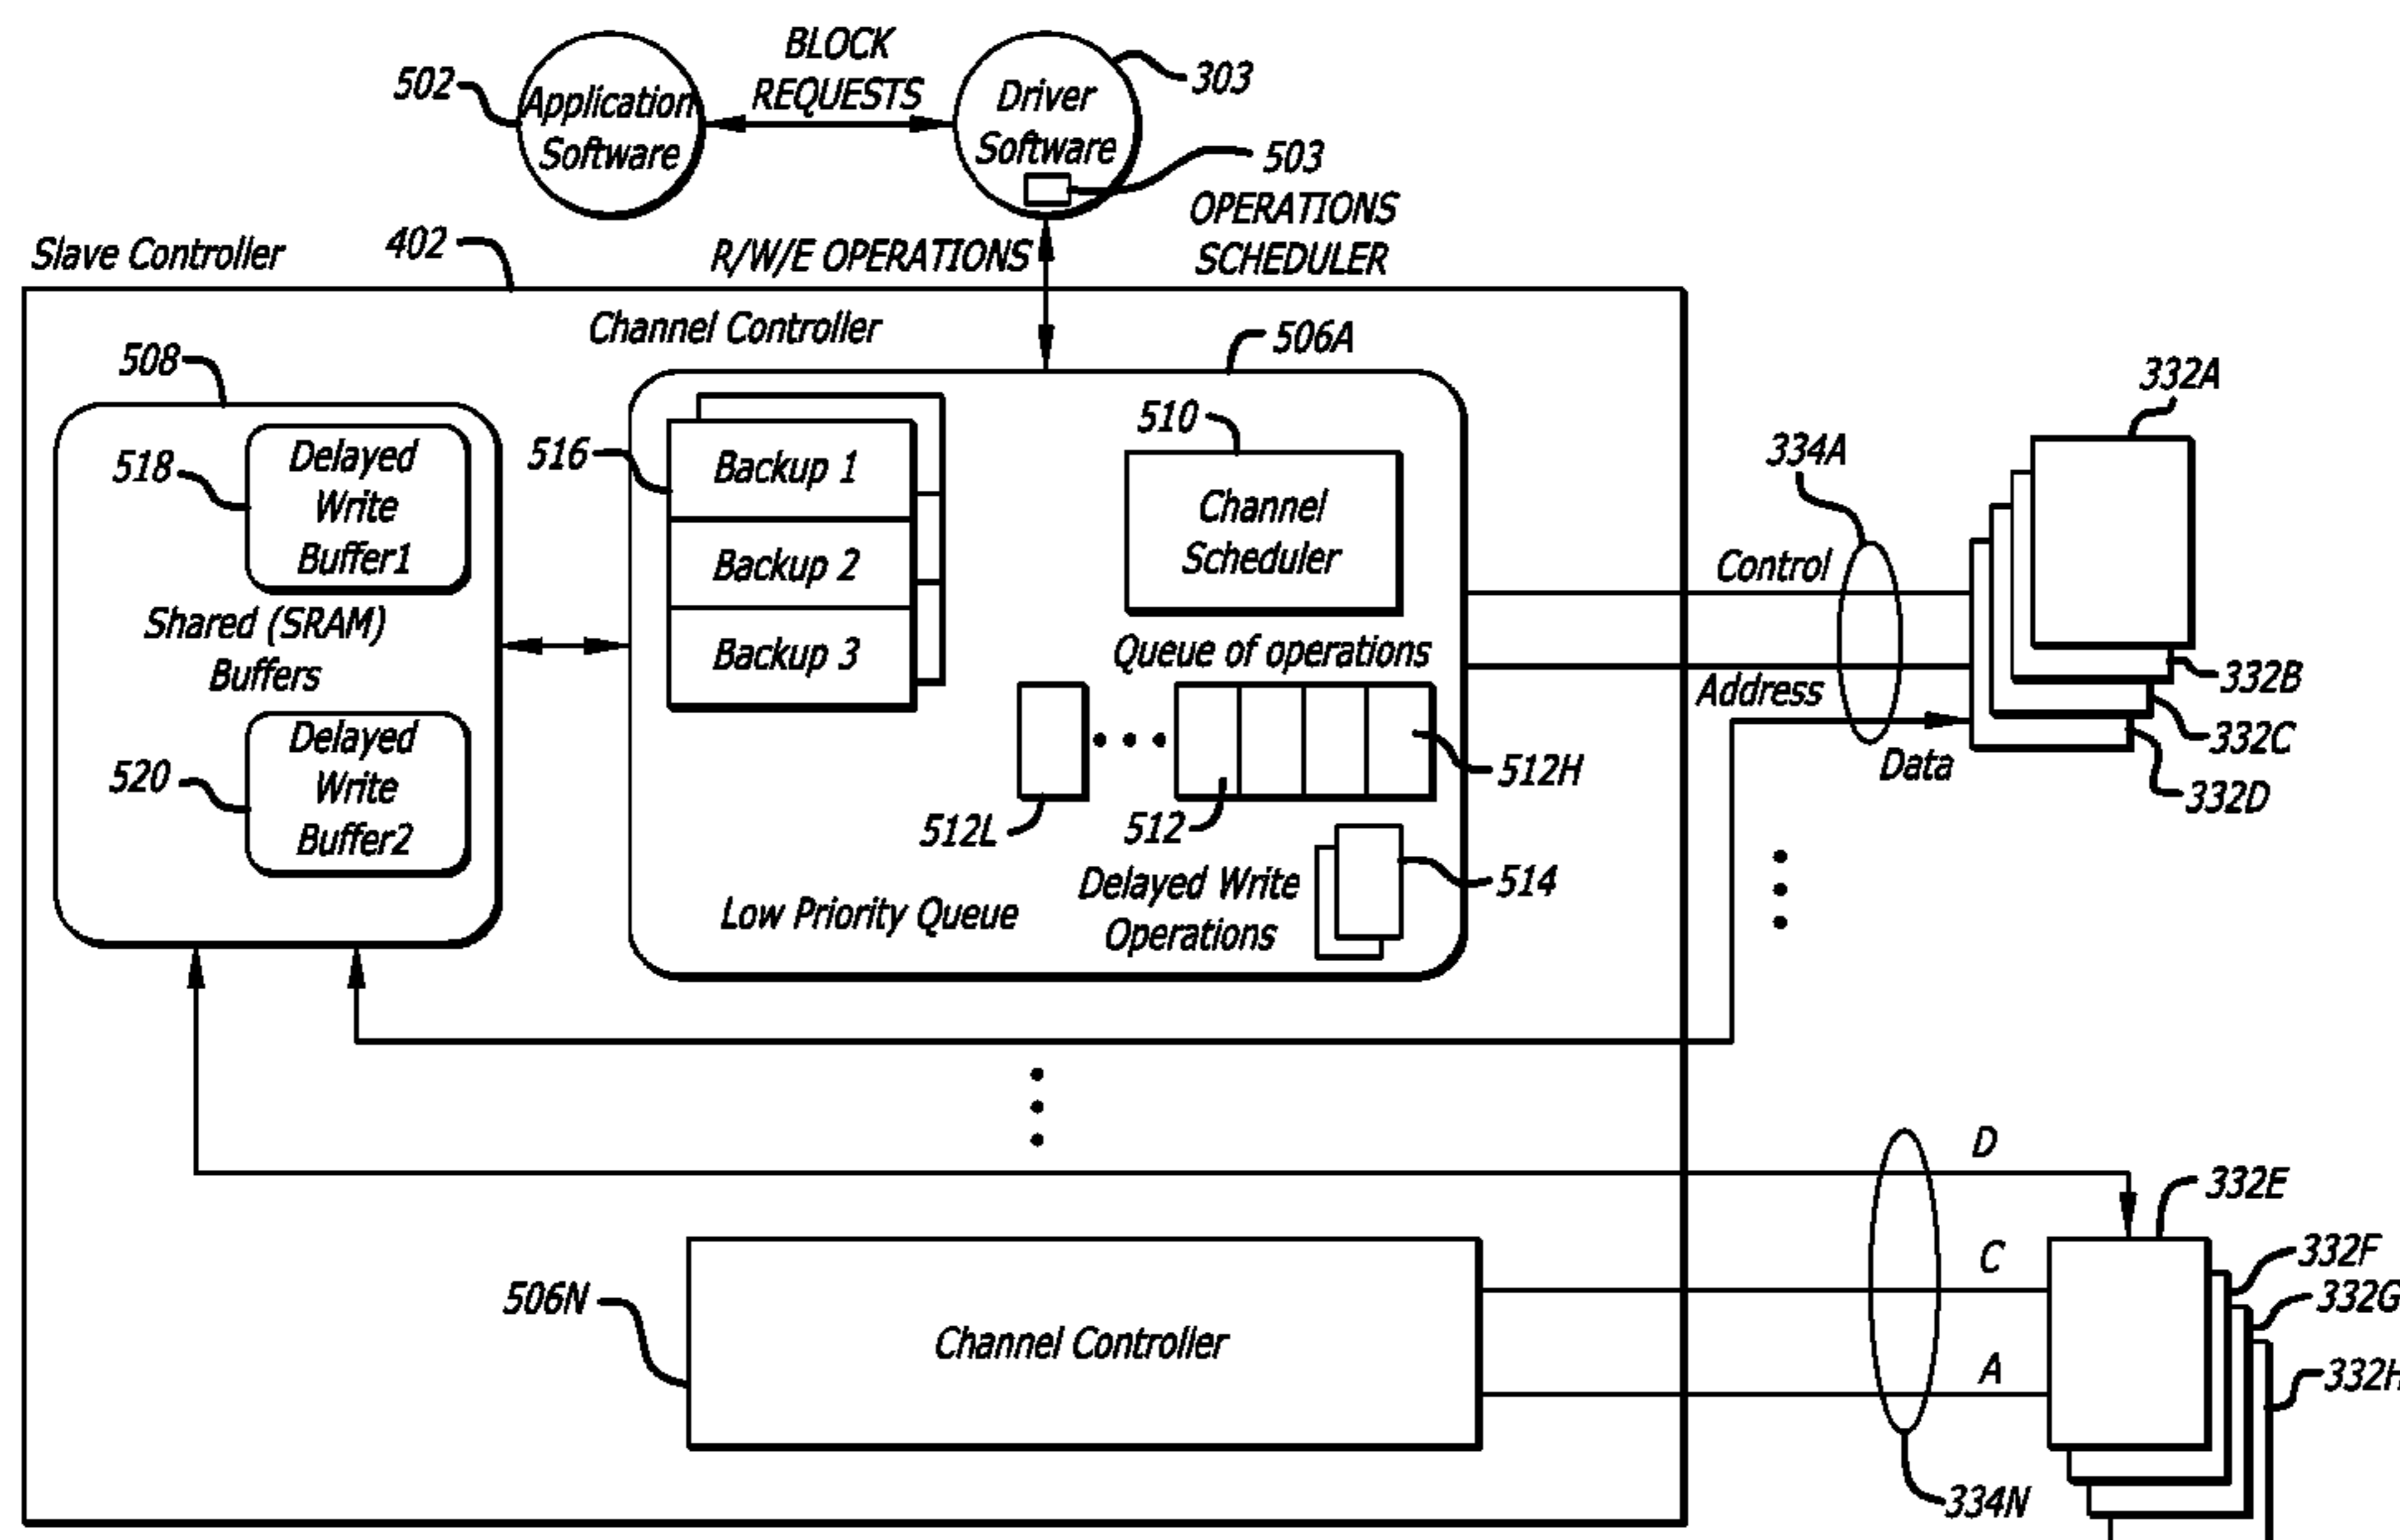 BLOCK
REQUESTS
502
Application
Software
Driver
Software
303
503
OPERATIONS
SCHEDULER
R/W/E OPERATIONS
Slave Controller
402
Channel Controller
506A
508
518
Delayed
Write
Buffer1
Shared (SRAM)
Buffers
520
Delayed
Write
Buffer2
516
Backup 1
Backup 2
Backup 3
510
Channel
Scheduler
Queue of operations
512L
512
512H
Low Priority Queue
Delayed Write
Operations
514
334A
Control
Address
Data
332A
332B
332C
332D
506N
Channel Controller
D
C
A
334N
332E
332F
332G
332H